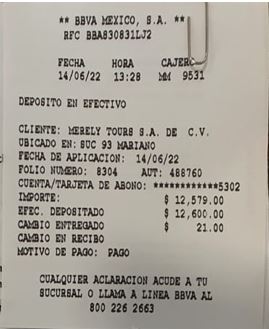 ** BBVA MEXICO, S.A. **
RFC BBA830831LJ2
FECHA HORA CAJERO
14/06/22 13:28 MM 9531
DEPOSITO EN EFECTIVO
CLIENTE: MERELY TOURS S.A. DE C.V.
UBICADO EN: SUC 93 MARIANO
FECHA DE APLICACION: 14/06/22
FOLIO NUMERO: 8304 AUT: 488760
CUENTA/TARJETA DE ABONO: ************5302
IMPORTE: $ 12,579.00
EFEC. DEPOSITADO $ 12,600.00
CAMBIO ENTREGADO $ 21.00
CAMBIO EN RECIBO
MOTIVO DE PAGO: PAGO
CUALQUIER ACLARACION ACUDE A TU
SUCURSAL O LLAMA A LINEA BBVA AL
800 226 2663